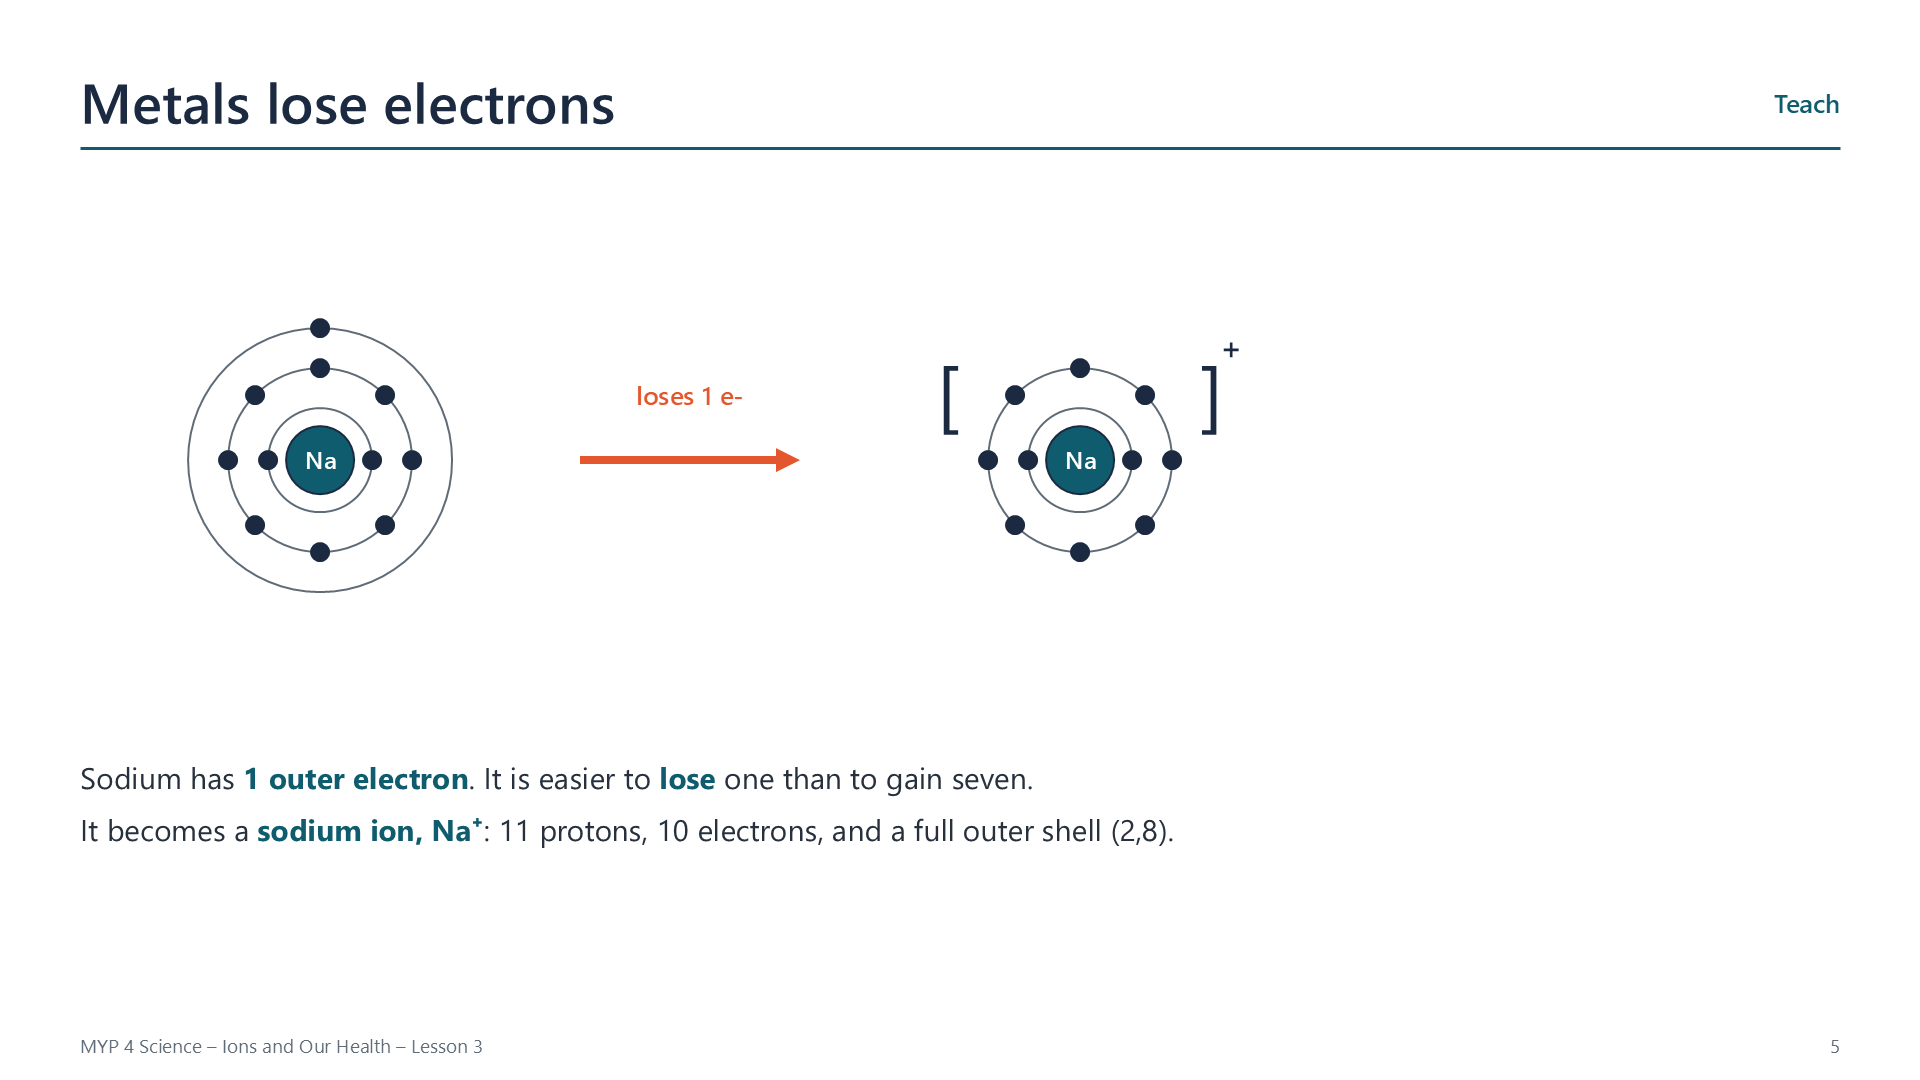 Metals lose electrons
Teach
Na
loses 1 e-
[
Na
]
+
Sodium has 1 outer electron. It is easier to lose one than to gain seven.
It becomes a sodium ion, Na⁺: 11 protons, 10 electrons, and a full outer shell (2,8).
MYP 4 Science – Ions and Our Health – Lesson 3
5